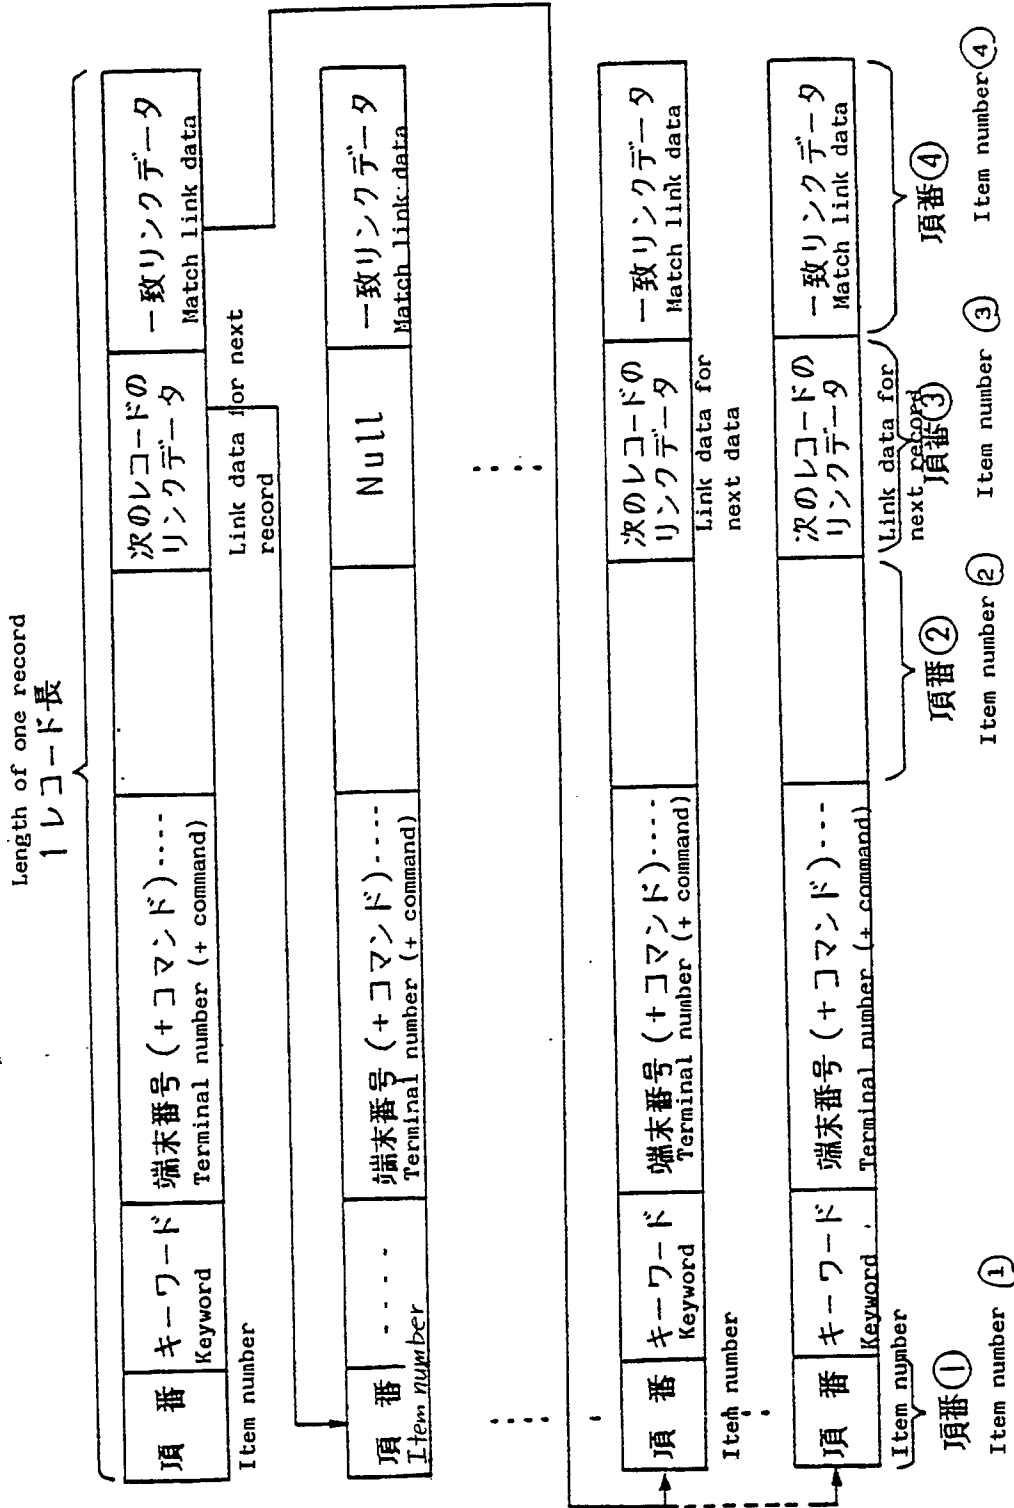 Length of one record
1レコード長
項 番
キーワード
Keyword
端末番号(+コマンド)‥‥
Terminal number (+ command)
次のレコードの
リンクデータ
一致リンクデータ
Match link data
Item number
Link data for next
record
項 番
Item number
‥‥
端末番号(+コマンド)‥‥
Terminal number (+ command)
Null
一致リンクデータ
Match link data
項 番
キーワード
Keyword
端末番号(+コマンド)‥‥
Terminal number (+ command)
次のレコードの
リンクデータ
一致リンクデータ
Match link data
Item number
Link data for
next data
項 番
キーワード
Keyword
端末番号(+コマンド)‥‥
Terminal number (+ command)
次のレコードの
リンクデータ
一致リンクデータ
Match link data
Item number
Link data for
next record
項番①
項番②
項番③
項番④
Item number ①
Item number ②
Item number ③
Item number ④